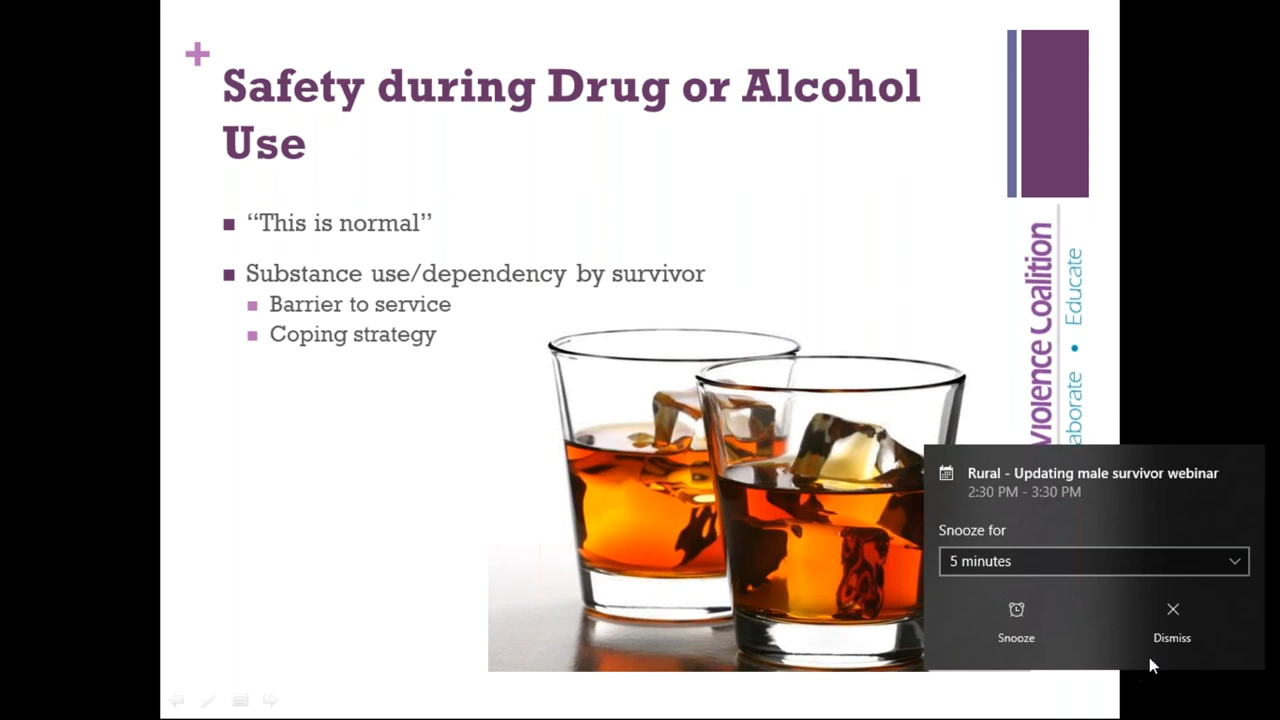 +
Safety during Drug or Alcohol
Use
“This is normal”
Substance use/dependency by survivor
Barrier to service
Coping strategy
Violence Coalition
Educate
aborate •
Rural - Updating male survivor webinar
2:30 PM - 3:30 PM
Snooze for
5 minutes
Snooze
Dismiss